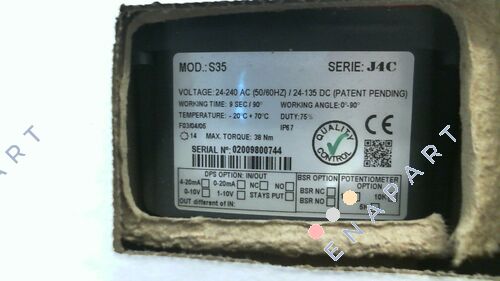 MOD.: S35 SERIE: J4C
VOLTAGE: 24-240 AC (50/60HZ) / 24-135 DC (PATENT PENDING)
WORKING TIME: 9 SEC / 90° WORKING ANGLE: 0°-90°
TEMPERATURE: - 20°C + 70°C DUTY: 75%
F03/04/05 IP67
14 MAX. TORQUE: 38 Nm
SERIAL Nº: 02009800744
QUALITY CONTROL
CE
DPS OPTION: IN/OUT BSR OPTION POTENTIOMETER
4-20mA 0-20mA NC NO BSR NC OPTION
0-10V 1-10V STAYS PUT BSR NO
OUT different of IN:
ENAPART
ENAPART
ENAPART